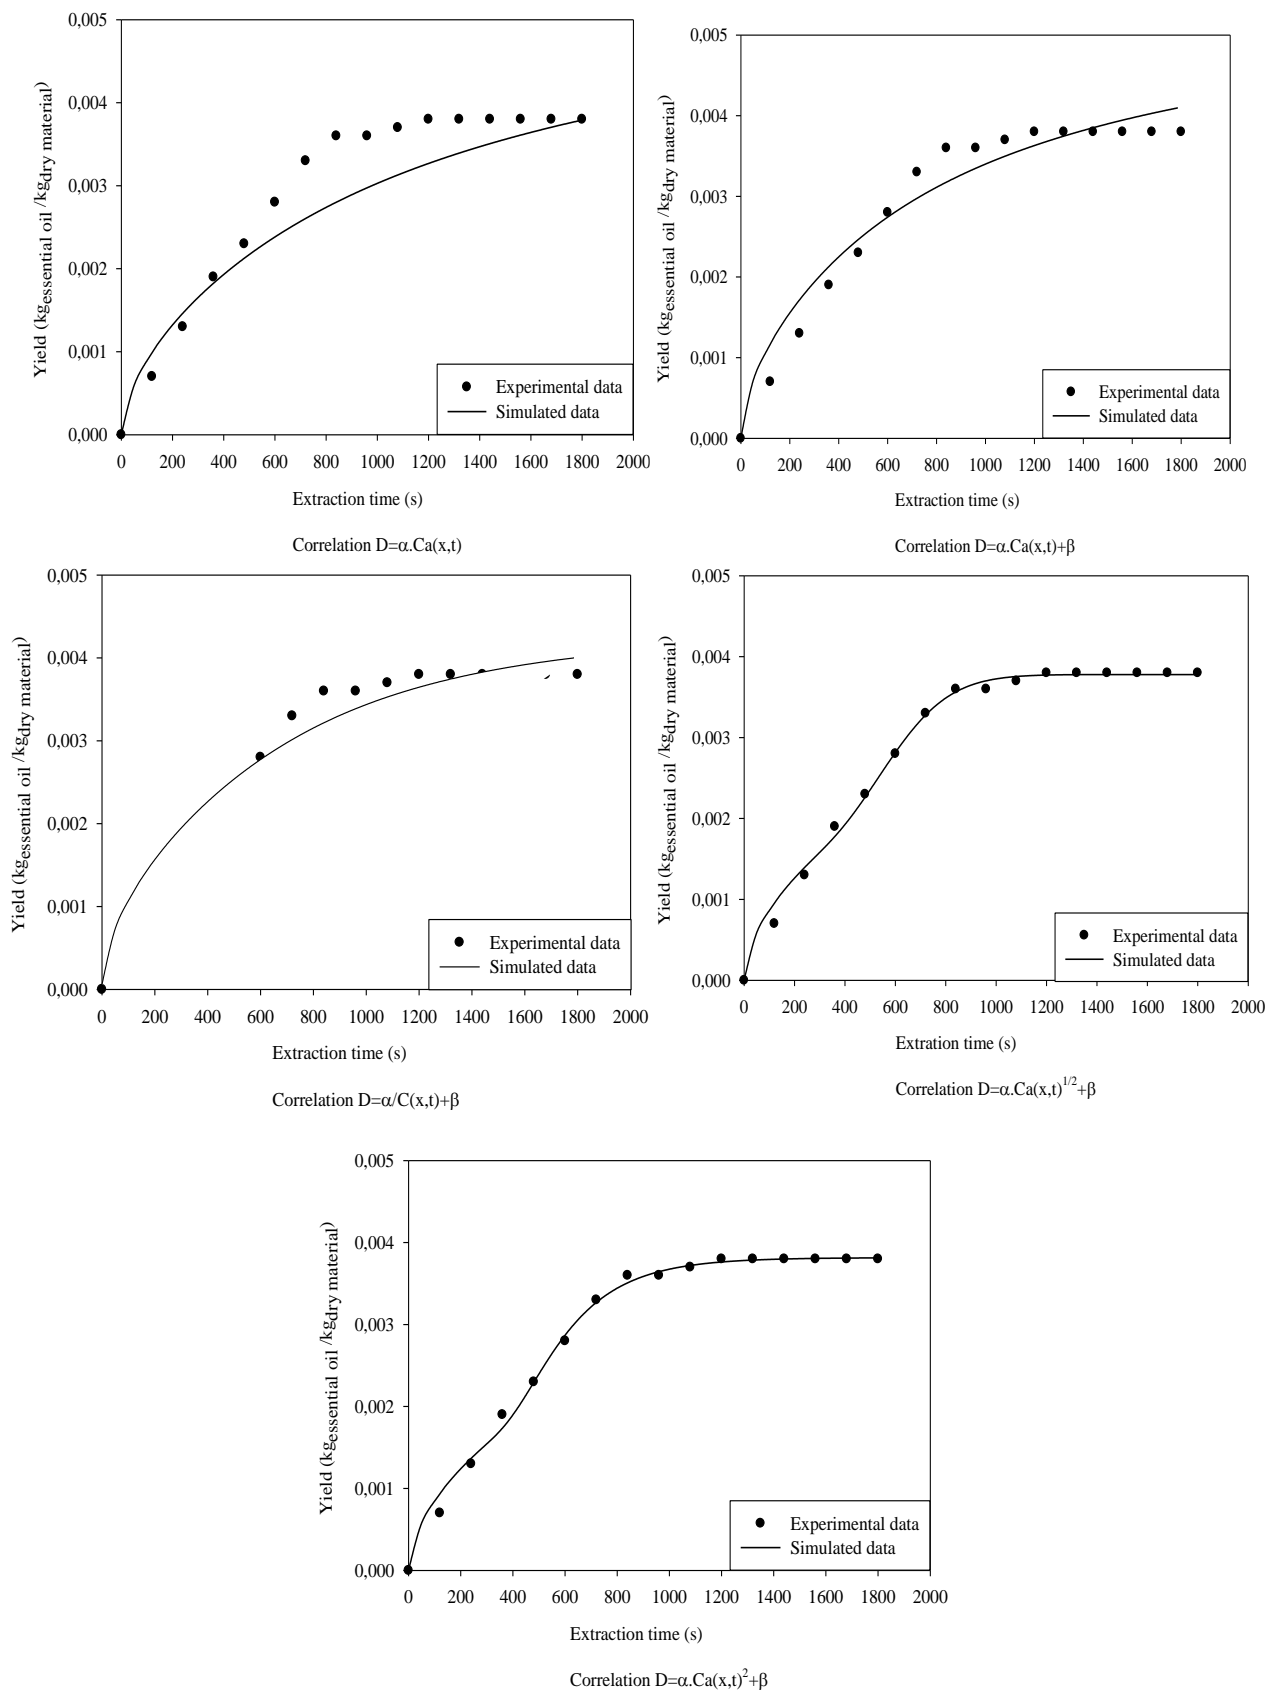 0,005
0,004
0,003
0,002
0,001
0,000
Yield (kgessential oil /kgdry material)
Experimental data
Simulated data
0 200 400 600 800 1000 1200 1400 1600 1800 2000
Extraction time (s)
Correlation D=α.Ca(x,t)
0,005
0,004
0,003
0,002
0,001
0,000
Yield (kgessential oil /kgdry material)
Experimental data
Simulated data
0 200 400 600 800 1000 1200 1400 1600 1800 2000
Extraction time (s)
Correlation D=α.Ca(x,t)+β
0,005
0,004
0,003
0,002
0,001
0,000
Yield (kgessential oil /kgdry material)
Experimental data
Simulated data
0 200 400 600 800 1000 1200 1400 1600 1800 2000
Extraction time (s)
Correlation D=α/C(x,t)+β
0,005
0,004
0,003
0,002
0,001
0,000
Yield (kgessential oil /kgdry material)
Experimental data
Simulated data
0 200 400 600 800 1000 1200 1400 1600 1800 2000
Extration time (s)
Correlation D=α.Ca(x,t)^1/2+β
0,005
0,004
0,003
0,002
0,001
0,000
Yield (kgessential oil /kgdry material)
Experimental data
Simulated data
0 200 400 600 800 1000 1200 1400 1600 1800 2000
Extraction time (s)
Correlation D=α.Ca(x,t)²+β